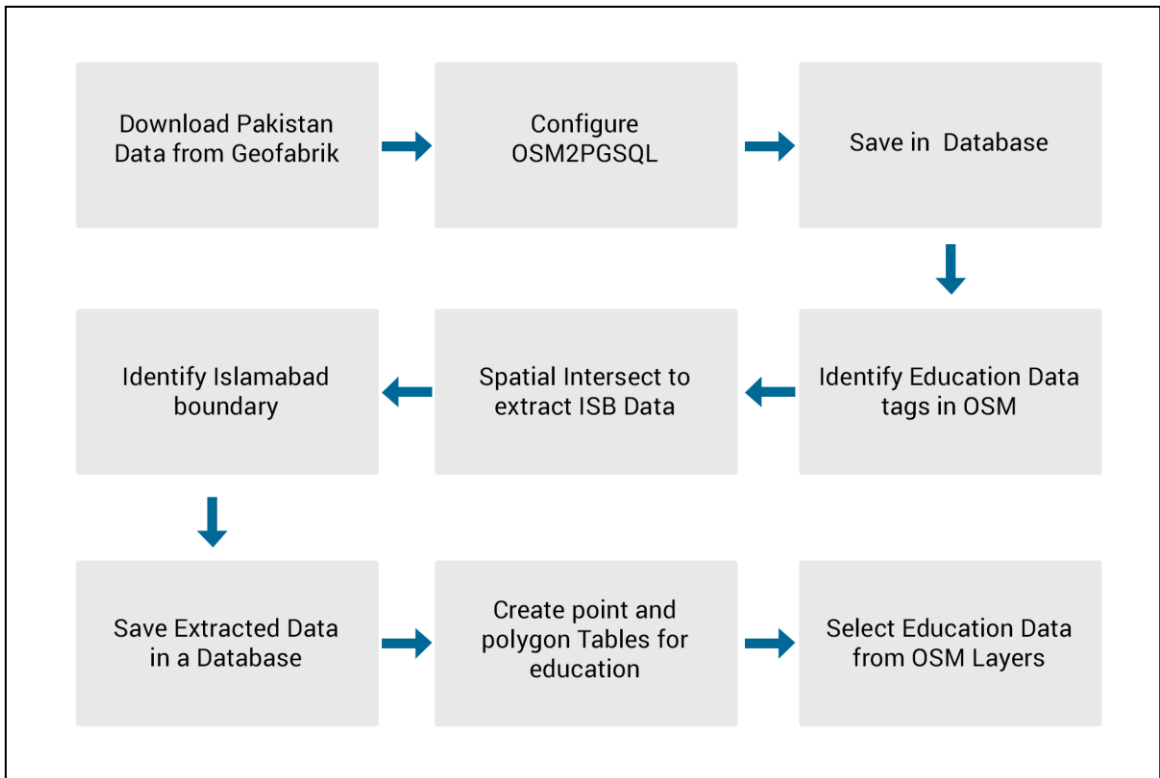 Download Pakistan
Data from Geofabrik
Configure
OSM2PGSQL
Save in Database
Identify Education Data
tags in OSM
Spatial Intersect to
extract ISB Data
Identify Islamabad
boundary
Save Extracted Data
in a Database
Create point and
polygon Tables for
education
Select Education Data
from OSM Layers